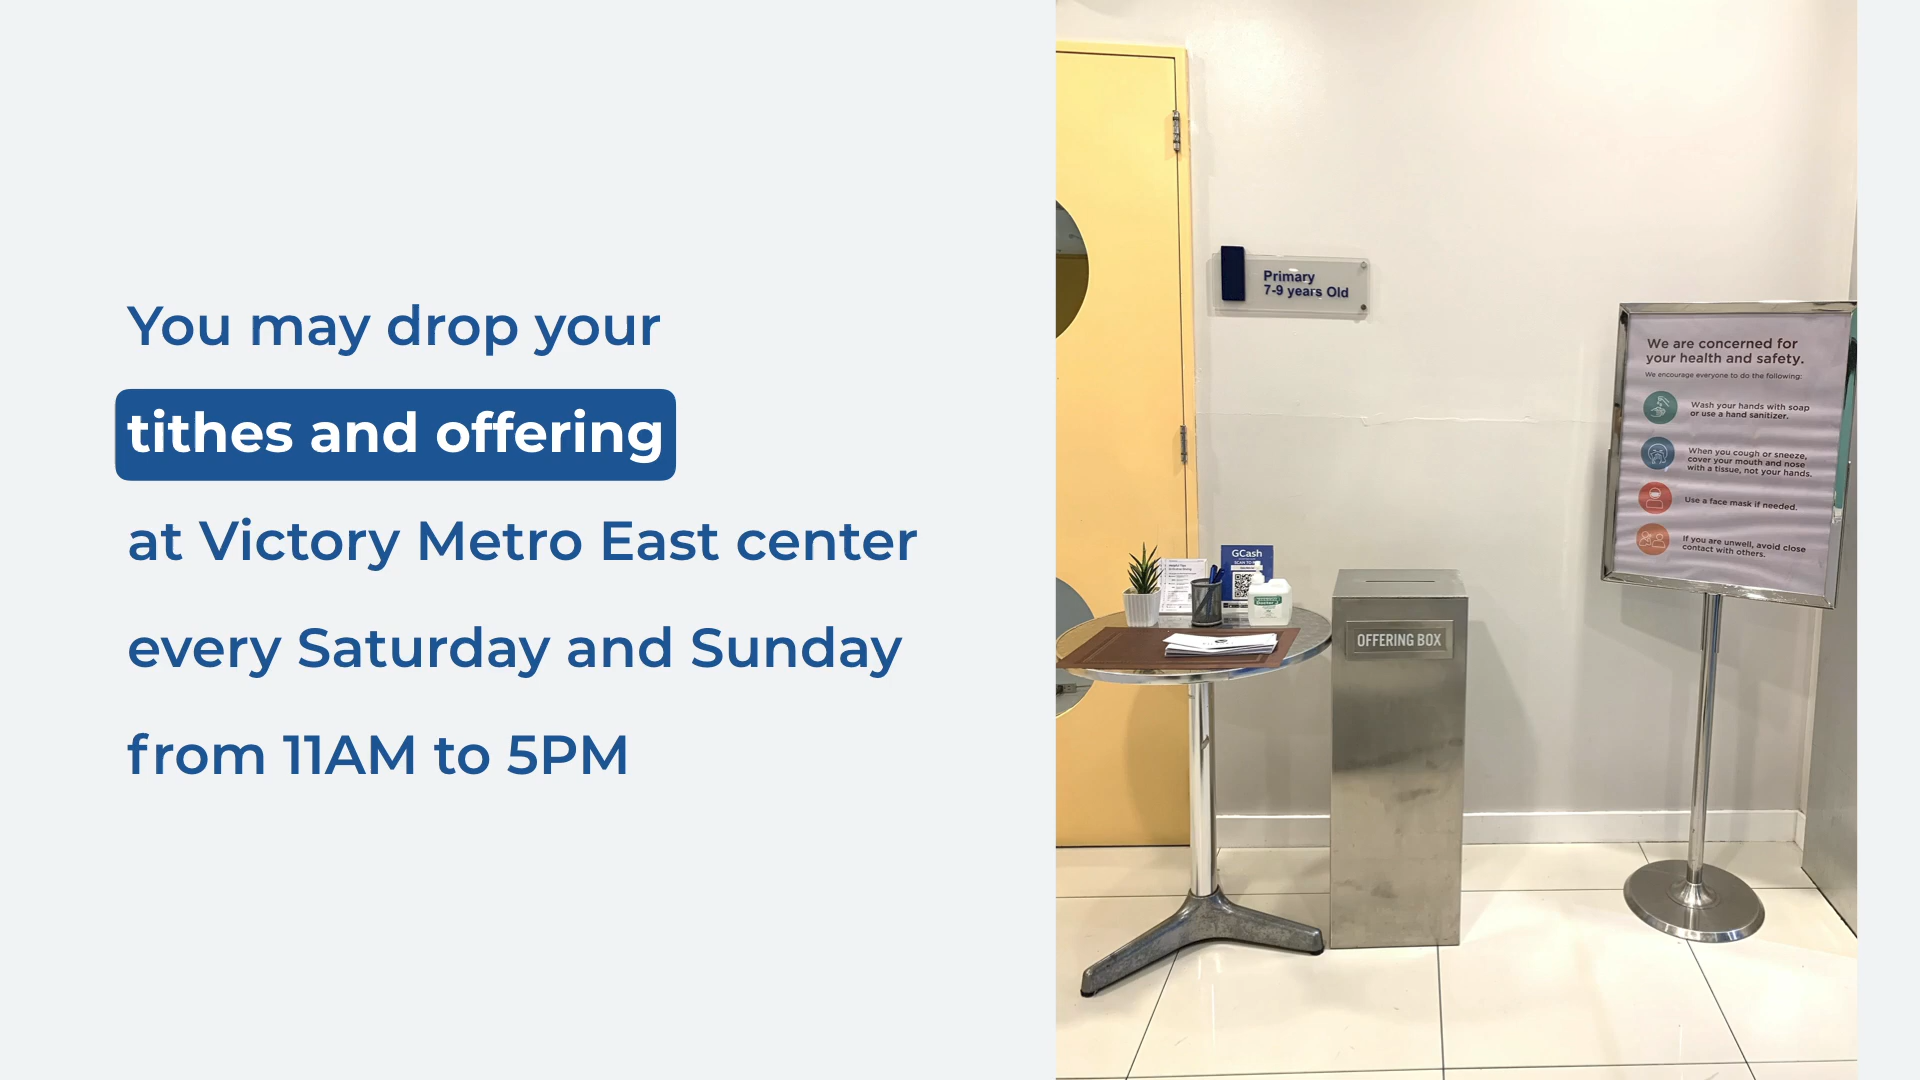 You may drop your
tithes and offering
at Victory Metro East center
every Saturday and Sunday
from 11AM to 5PM
Primary
7-9 years Old
We are concerned for
your health and safety.
We encourage everyone to do the following:
Wash your hands with soap
or use a hand sanitizer.
When you cough or sneeze,
cover your mouth and nose
with a tissue, not your hands.
Use a face mask if needed.
If you are unwell, avoid close
contact with others.
GCash
OFFERING BOX